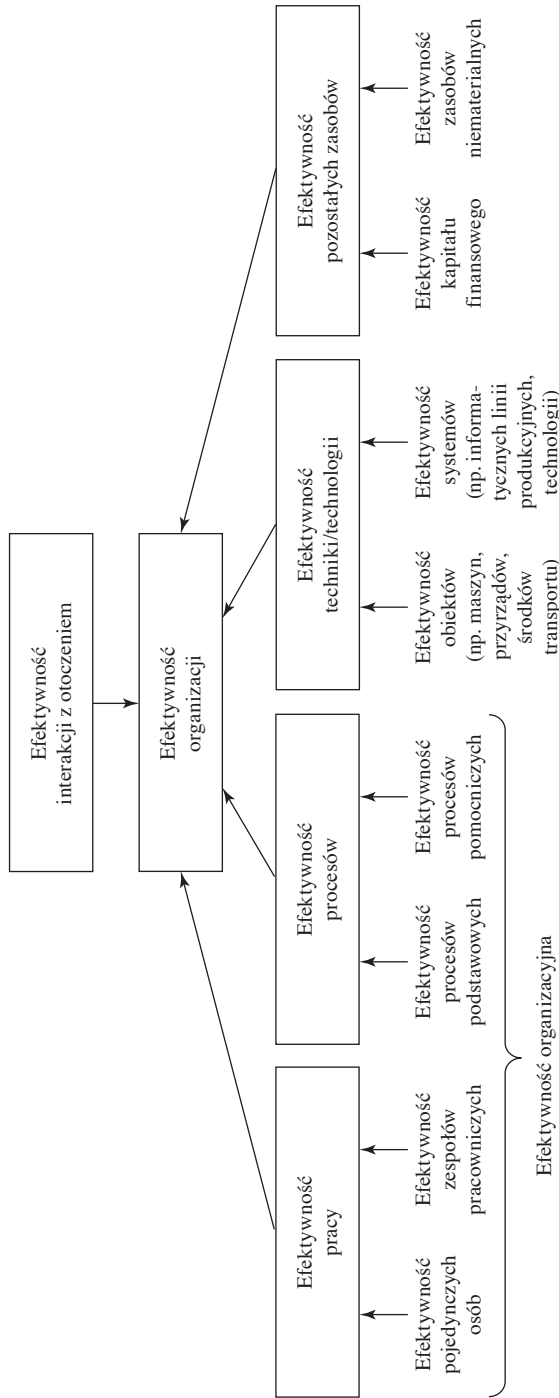 Efektywność
interakcji z otoczeniem
Efektywność
organizacji
Efektywność
pracy
Efektywność
procesów
Efektywność
techniki/technologii
Efektywność
pozostałych zasobów
Efektywność
pojedynczych
osób
Efektywność
zespołów
pracowniczych
Efektywność
procesów
podstawowych
Efektywność
procesów
pomocniczych
Efektywność
obiektów
(np. maszyn,
przyrządów,
środków
transportu)
Efektywność
systemów
(np. informa-
tycznych linii
produkcyjnych,
technologii)
Efektywność
kapitału
finansowego
Efektywność
zasobów
niematerialnych
Efektywność organizacyjna